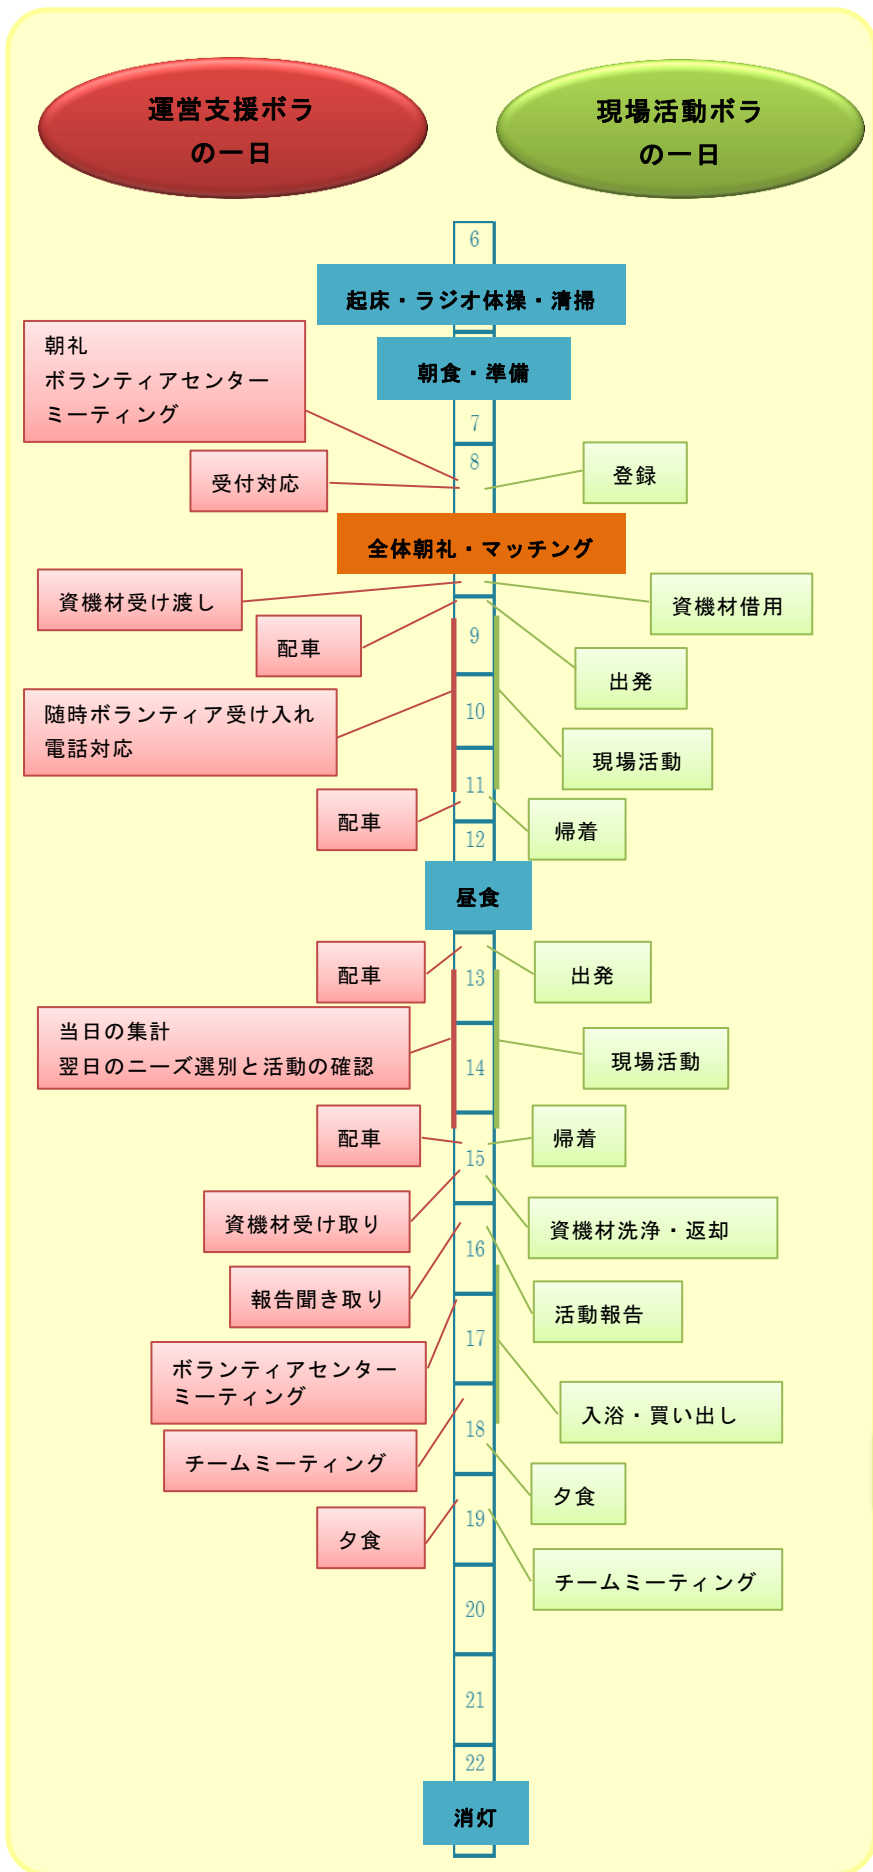 運営支援ボラ
の一日
現場活動ボラ
の一日
6
起床・ラジオ体操・清掃
朝礼
ボランティアセンター
ミーティング
朝食・準備
7
8
受付対応
登録
全体朝礼・マッチング
資機材受け渡し
資機材借用
配車
9
出発
随時ボランティア受け入れ
電話対応
10
現場活動
11
配車
帰着
12
昼食
配車
13
出発
当日の集計
翌日のニーズ選別と活動の確認
14
現場活動
配車
帰着
15
資機材受け取り
資機材洗浄・返却
16
報告聞き取り
活動報告
17
ボランティアセンター
ミーティング
入浴・買い出し
18
チームミーティング
夕食
19
夕食
チームミーティング
20
21
22
消灯